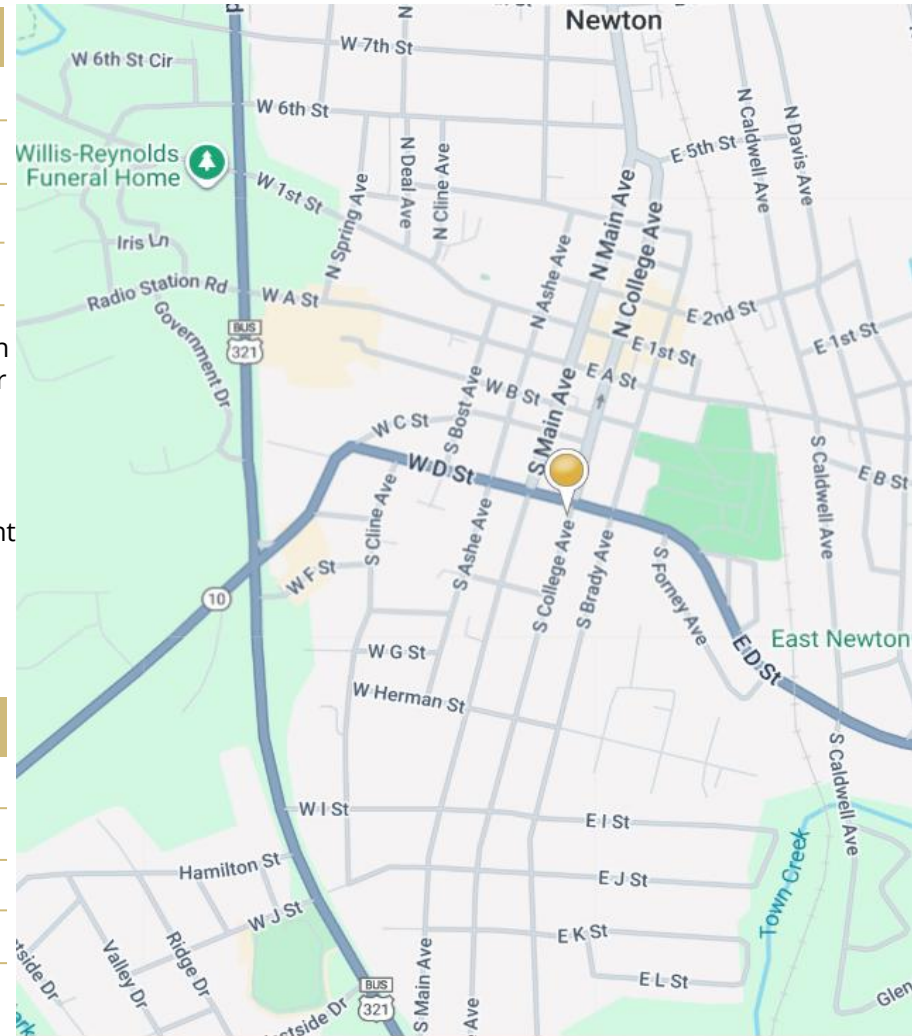 Newton
W 7th St
W 6th St Cir
W 6th St
Willis-Reynolds
Funeral Home
E 5th St
N Caldwell Ave
N Davis Ave
N Deal Ave
N Cline Ave
N Spring Ave
W 1st St
N Main Ave
N College Ave
N Ashe Ave
Iris Ln
Radio Station Rd
W A St
Government Dr
BUS
321
E 2nd St
E 1st St
E 1st St
E A St
W B St
S Bost Ave
S Main Ave
W C St
W D St
S Caldwell Ave
E B St
S Cline Ave
S Ashe Ave
S College Ave
S Brady Ave
S Forney Ave
W F St
10
E D St
East Newton
W G St
W Herman St
S Caldwell Ave
W I St
E I St
Hamilton St
E J St
Town Creek
W J St
E K St
Valley Dr
Ridge Dr
E L St
S Main Ave
Ave
BUS
321
Glen